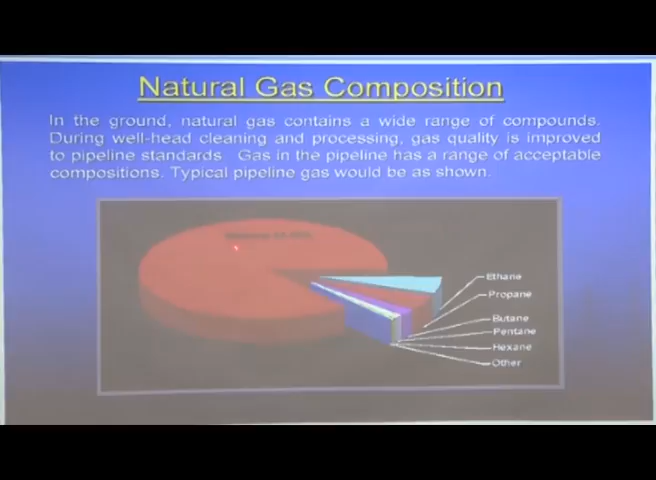 Natural Gas Composition
In the ground, natural gas contains a wide range of compounds.
During well-head cleaning and processing, gas quality is improved
to pipeline standards Gas in the pipeline has a range of acceptable
compositions. Typical pipeline gas would be as shown.
Ethane
Propane
Butane
Pentane
Hexane
Other